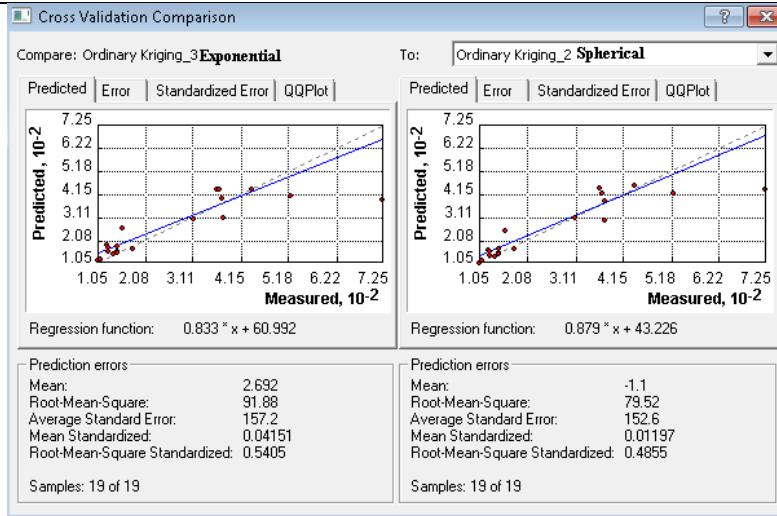 Cross Validation Comparison
Compare: Ordinary Kriging_3 Exponential
To: Ordinary Kriging_2 Spherical
Predicted Error Standardized Error QQPlot
Predicted, 10-2
7.25
6.22
5.18
4.15
3.11
2.08
1.05
1.05 2.08 3.11 4.15 5.18 6.22 7.25
Measured, 10-2
Regression function: 0.833 * x + 60.992
Predicted Error Standardized Error QQPlot
Predicted, 10-2
7.25
6.22
5.18
4.15
3.11
2.08
1.05
1.05 2.08 3.11 4.15 5.18 6.22 7.25
Measured, 10-2
Regression function: 0.879 * x + 43.226
Prediction errors
Mean: 2.692
Root-Mean-Square: 91.88
Average Standard Error: 157.2
Mean Standardized: 0.04151
Root-Mean-Square Standardized: 0.5405
Samples: 19 of 19
Prediction errors
Mean: -1.1
Root-Mean-Square: 79.52
Average Standard Error: 152.6
Mean Standardized: 0.01197
Root-Mean-Square Standardized: 0.4855
Samples: 19 of 19